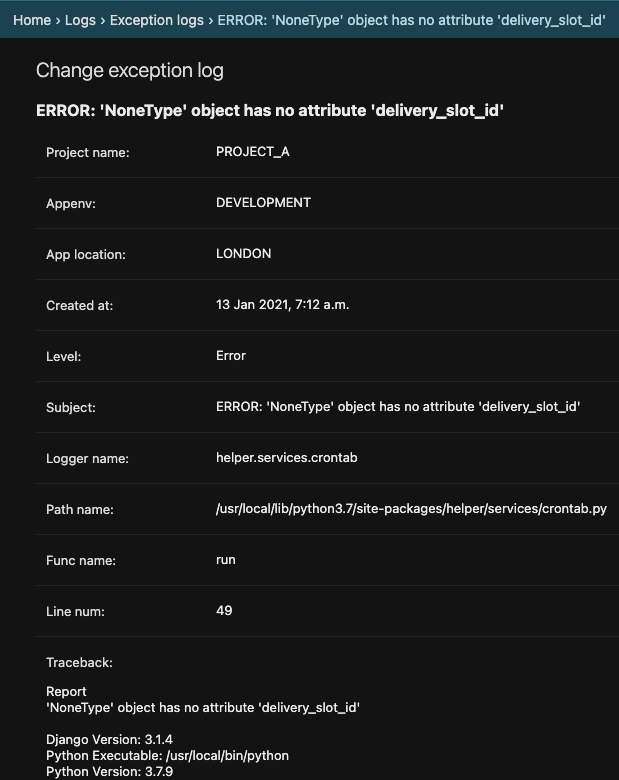 Home › Logs › Exception logs › ERROR: 'NoneType' object has no attribute 'delivery_slot_id'
Change exception log
ERROR: 'NoneType' object has no attribute 'delivery_slot_id'
Project name: PROJECT_A
Appenv: DEVELOPMENT
App location: LONDON
Created at: 13 Jan 2021, 7:12 a.m.
Level: Error
Subject: ERROR: 'NoneType' object has no attribute 'delivery_slot_id'
Logger name: helper.services.crontab
Path name: /usr/local/lib/python3.7/site-packages/helper/services/crontab.py
Func name: run
Line num: 49
Traceback:
Report
'NoneType' object has no attribute 'delivery_slot_id'
Django Version: 3.1.4
Python Executable: /usr/local/bin/python
Python Version: 3.7.9